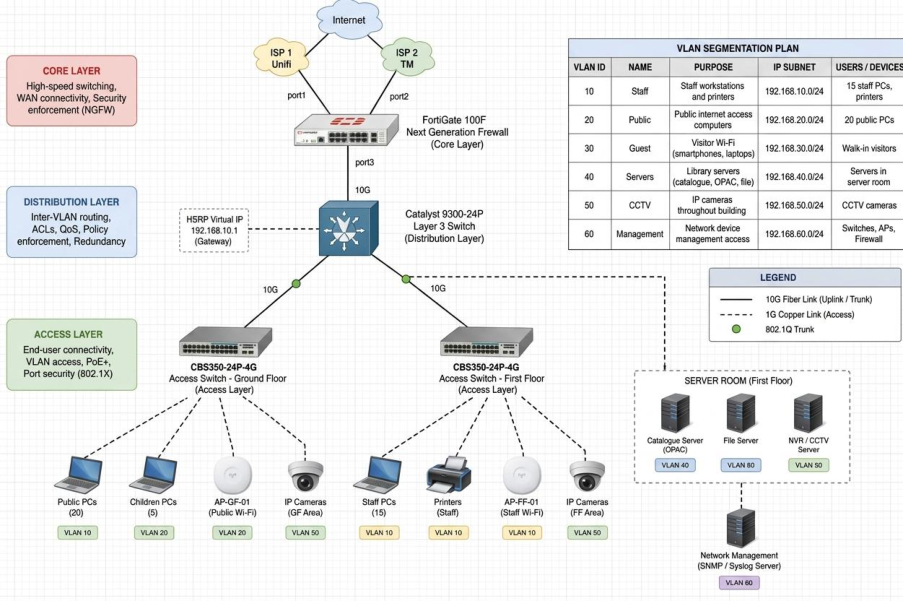 Internet
ISP 1
Unifi
ISP 2
TM
port1
port2
CORE LAYER
High-speed switching,
WAN connectivity, Security
enforcement (NGFW)
FortiGate 100F
Next Generation Firewall
(Core Layer)
port3
10G
DISTRIBUTION LAYER
Inter-VLAN routing,
ACLs, QoS, Policy
enforcement, Redundancy
HSRP Virtual IP
192.168.10.1
(Gateway)
Catalyst 9300-24P
Layer 3 Switch
(Distribution Layer)
10G
10G
ACCESS LAYER
End-user connectivity,
VLAN access, PoE+,
Port security (802.1X)
CBS350-24P-4G
Access Switch - Ground Floor
(Access Layer)
CBS350-24P-4G
Access Switch - First Floor
(Access Layer)
Public PCs
(20)
VLAN 10
Children PCs
(5)
VLAN 20
AP-GF-01
(Public Wi-Fi)
VLAN 20
IP Cameras
(GF Area)
VLAN 50
Staff PCs
(15)
VLAN 10
Printers
(Staff)
VLAN 10
AP-FF-01
(Staff Wi-Fi)
VLAN 10
IP Cameras
(FF Area)
VLAN 50
VLAN SEGMENTATION PLAN
VLAN ID NAME PURPOSE IP SUBNET USERS / DEVICES
10 Staff Staff workstations and printers 192.168.10.0/24 15 staff PCs, printers
20 Public Public internet access computers 192.168.20.0/24 20 public PCs
30 Guest Visitor Wi-Fi (smartphones, laptops) 192.168.30.0/24 Walk-in visitors
40 Servers Library servers (catalogue, OPAC, file) 192.168.40.0/24 Servers in server room
50 CCTV IP cameras throughout building 192.168.50.0/24 CCTV cameras
60 Management Network device management access 192.168.60.0/24 Switches, APs, Firewall
LEGEND
10G Fiber Link (Uplink / Trunk)
1G Copper Link (Access)
802.1Q Trunk
SERVER ROOM (First Floor)
Catalogue Server
(OPAC)
VLAN 40
File Server
VLAN 80
NVR / CCTV
Server
VLAN 50
Network Management
(SNMP / Syslog Server)
VLAN 60